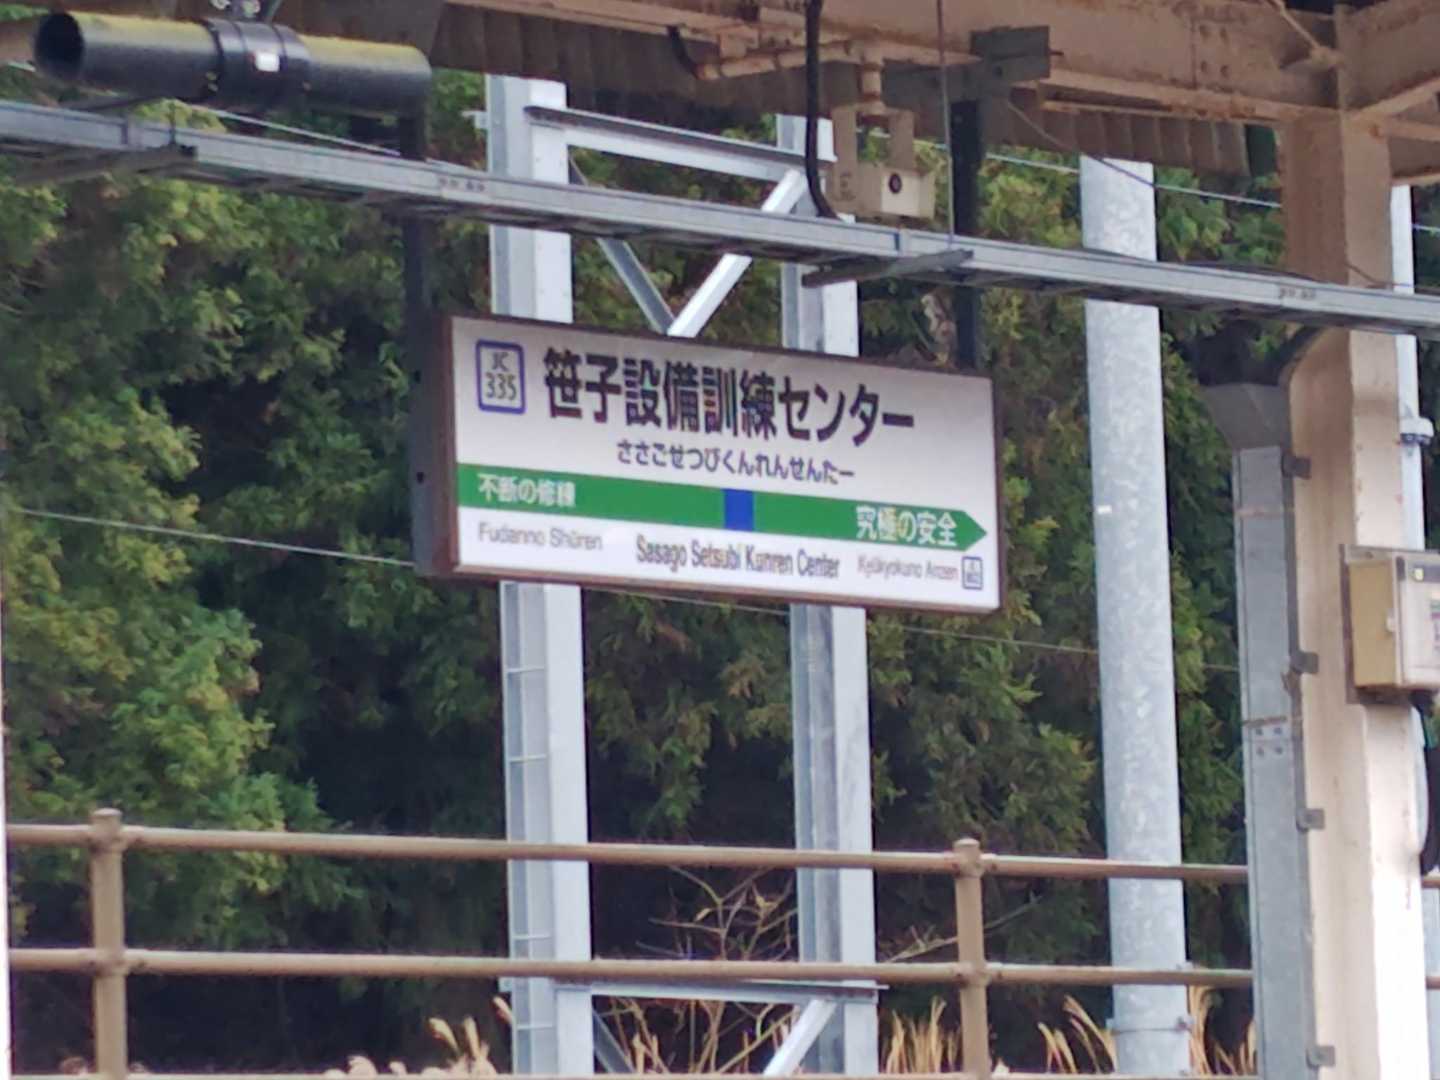 JC
335
笹子設備訓練センター
ささごせつびくんれんせんたー
不断の修練
究極の安全
Fudanno Shūren
Sasago Setsubi Kunren Center
Kyūkyokuno Anzen